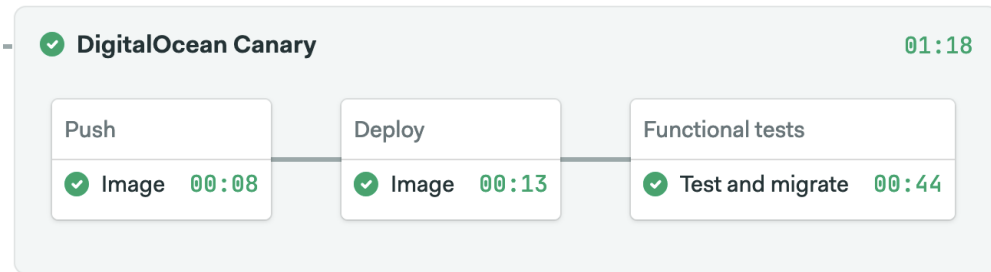 DigitalOcean Canary 01:18
Push
Image 00:08
Deploy
Image 00:13
Functional tests
Test and migrate 00:44